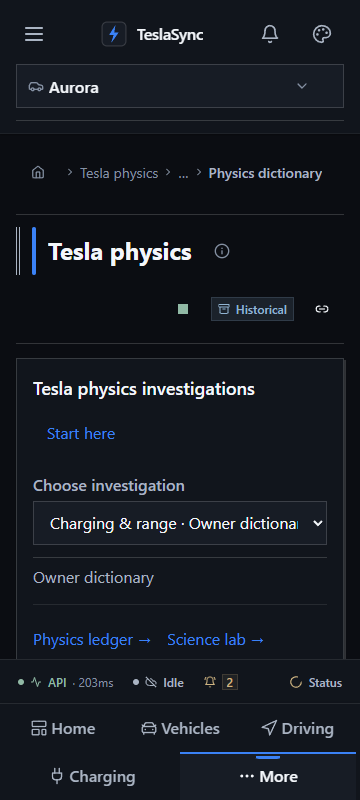 TeslaSync
Aurora
Tesla physics ... Physics dictionary
Tesla physics
Historical
Tesla physics investigations
Start here
Choose investigation
Charging & range · Owner dictionar
Owner dictionary
Physics ledger → Science lab →
API · 203ms Idle 2 Status
Home Vehicles Driving
Charging ··· More